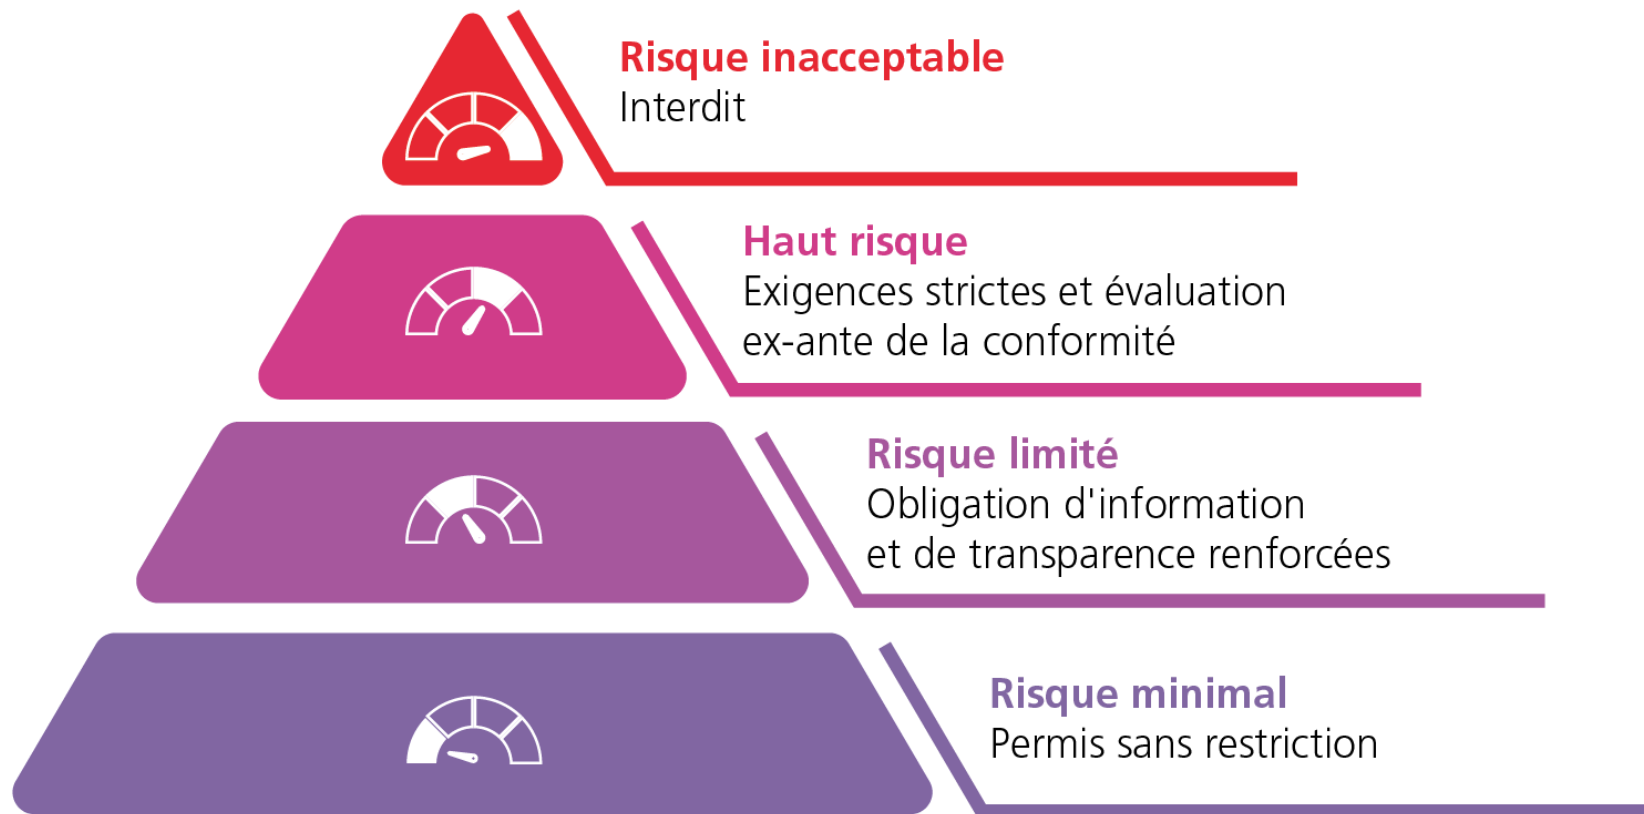 Risque inacceptable
Interdit
Haut risque
Exigences strictes et évaluation
ex-ante de la conformité
Risque limité
Obligation d'information
et de transparence renforcées
Risque minimal
Permis sans restriction